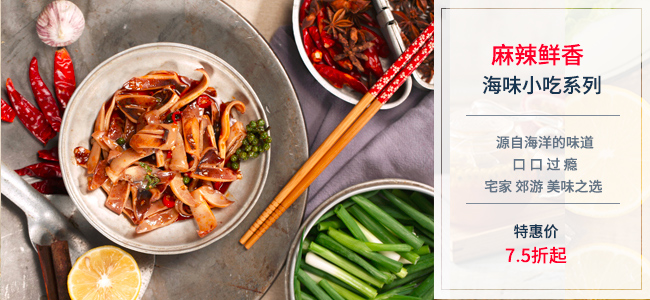 麻辣鲜香
海味小吃系列
源自海洋的味道
口口过瘾
宅家 郊游 美味之选
特惠价
7.5折起